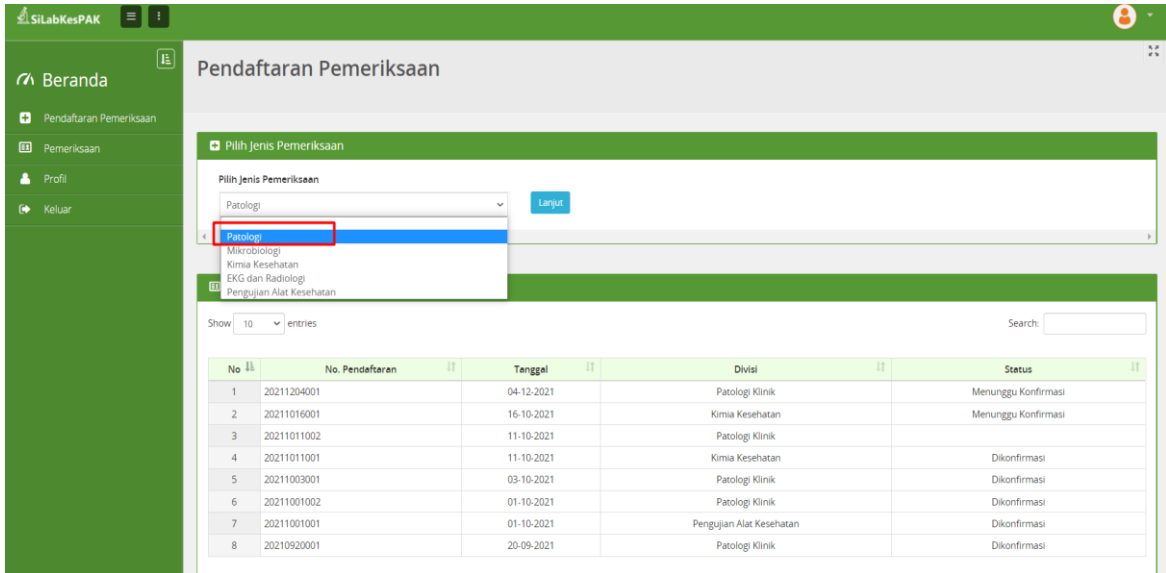 SiLabKesPAK
Beranda
Pendaftaran Pemeriksaan
Pemeriksaan
Profil
Keluar
Pendaftaran Pemeriksaan
Pilih Jenis Pemeriksaan
Pilih Jenis Pemeriksaan
Patologi
Lanjut
Patologi
Mikrobiologi
Kimia Kesehatan
EKG dan Radiologi
Pengujian Alat Kesehatan
Show 10 entries Search:
No No. Pendaftaran Tanggal Divisi Status
1 20211204001 04-12-2021 Patologi Klinik Menunggu Konfirmasi
2 20211016001 16-10-2021 Kimia Kesehatan Menunggu Konfirmasi
3 20211011002 11-10-2021 Patologi Klinik
4 20211011001 11-10-2021 Kimia Kesehatan Dikonfirmasi
5 20211003001 03-10-2021 Patologi Klinik Dikonfirmasi
6 20211001002 01-10-2021 Patologi Klinik Dikonfirmasi
7 20211001001 01-10-2021 Pengujian Alat Kesehatan Dikonfirmasi
8 20210920001 20-09-2021 Patologi Klinik Dikonfirmasi